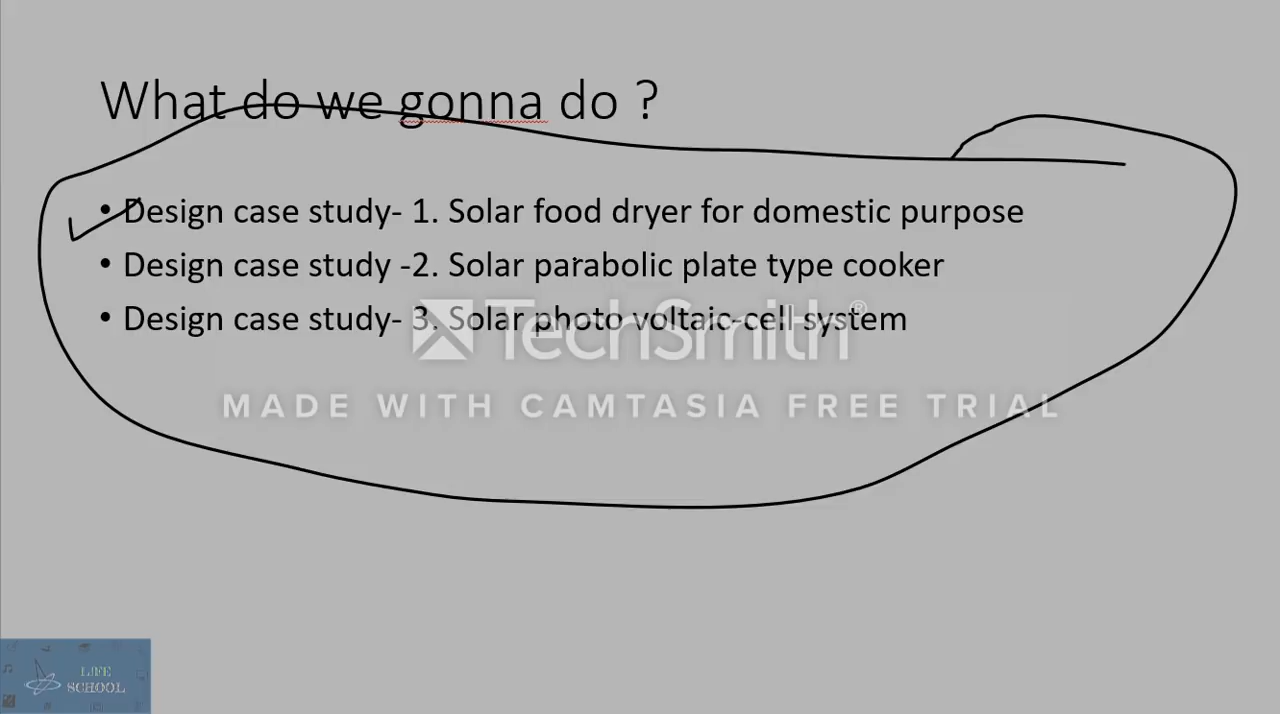 What do we gonna do ?
• Design case study- 1. Solar food dryer for domestic purpose
• Design case study -2. Solar parabolic plate type cooker
• Design case study- 3. Solar photo voltaic-cell system
TechSmith®
MADE WITH CAMTASIA FREE TRIAL
LIFE
SCHOOL